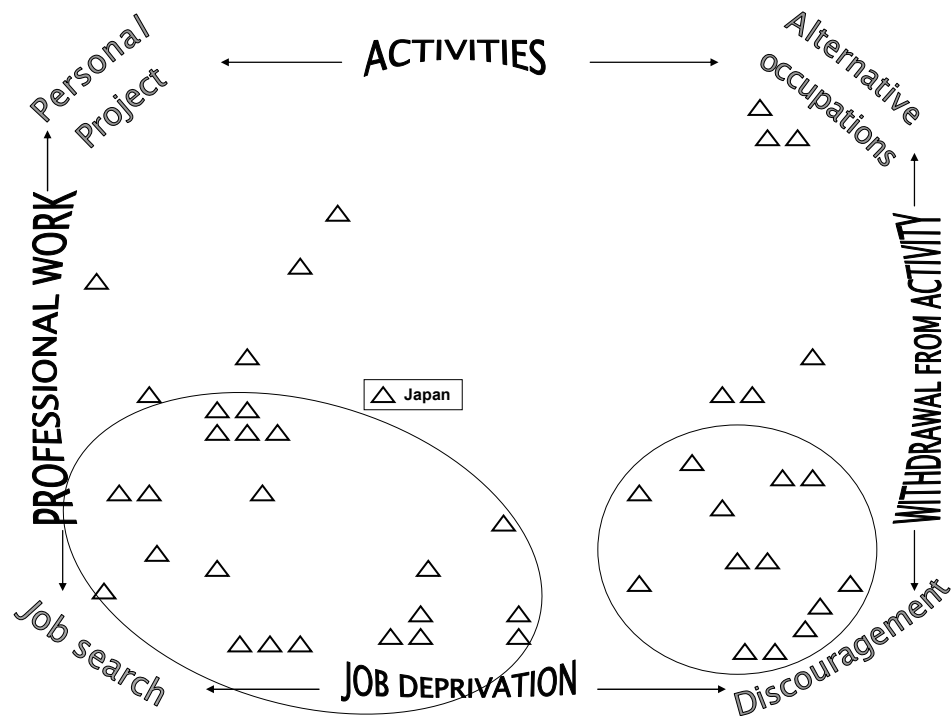 Personal
Project
ACTIVITIES
Alternative
occupations
PROFESSIONAL WORK
WITHDRAWAL FROM ACTIVITY
Japan
Job search
JOB DEPRIVATION
Discouragement